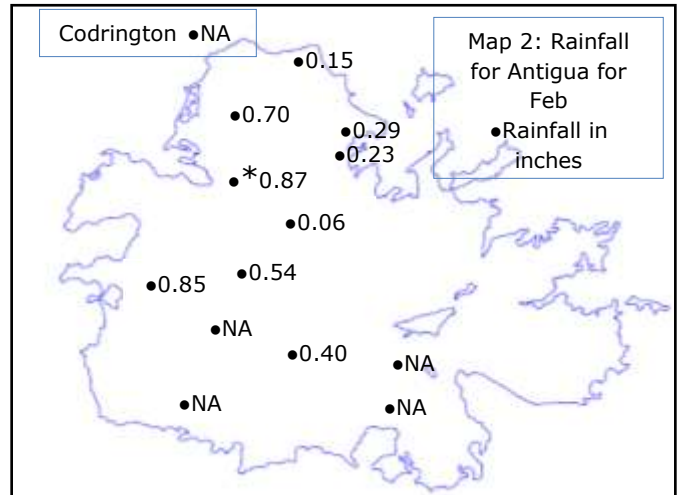 Codrington •NA
Map 2: Rainfall
for Antigua for
Feb
•Rainfall in
inches
•0.15
•0.70
•0.29
•0.23
•*0.87
•0.06
•0.54
•0.85
•NA
•0.40
•NA
•NA
•NA